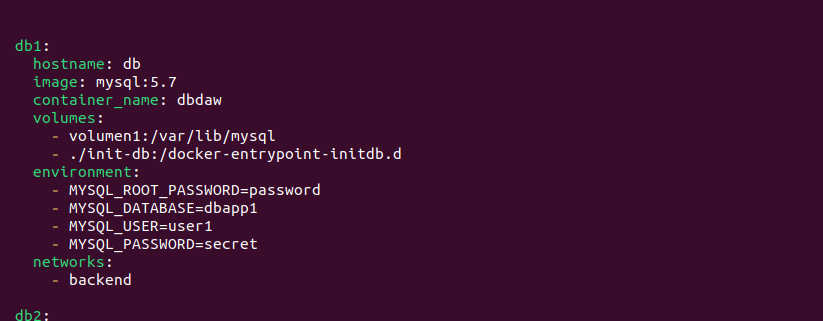 db1:
  hostname: db
  image: mysql:5.7
  container_name: dbdaw
  volumes:
    - volumen1:/var/lib/mysql
    - ./init-db:/docker-entrypoint-initdb.d
  environment:
    - MYSQL_ROOT_PASSWORD=password
    - MYSQL_DATABASE=dbapp1
    - MYSQL_USER=user1
    - MYSQL_PASSWORD=secret
  networks:
    - backend

db2: